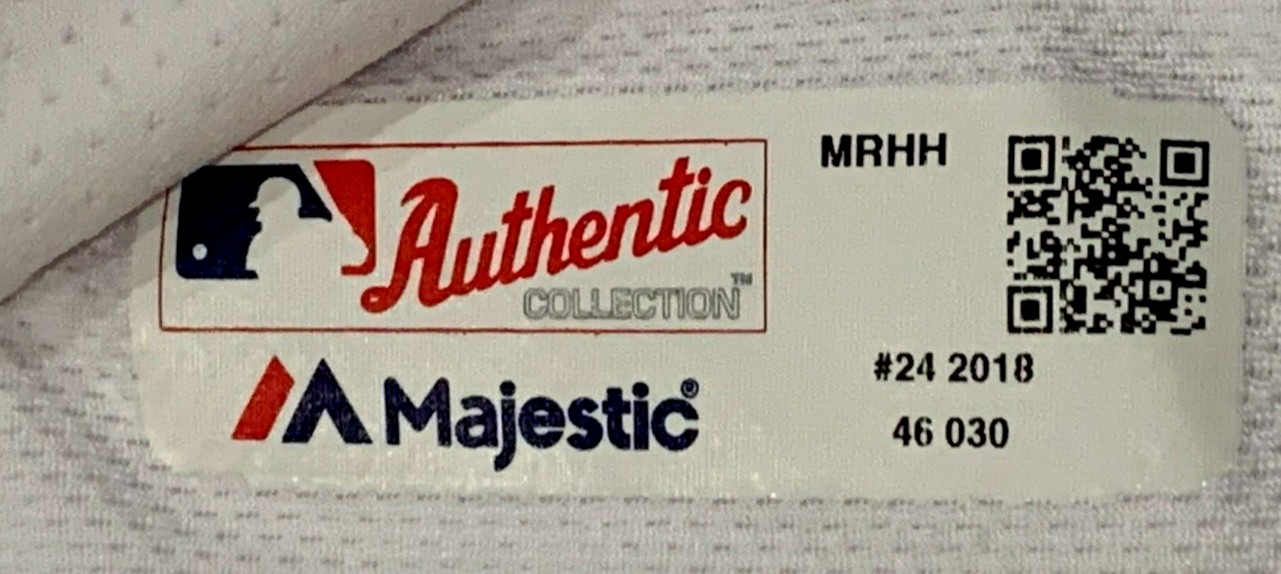 Authentic
COLLECTION™
Majestic®
MRHH
#24 2018
46 030